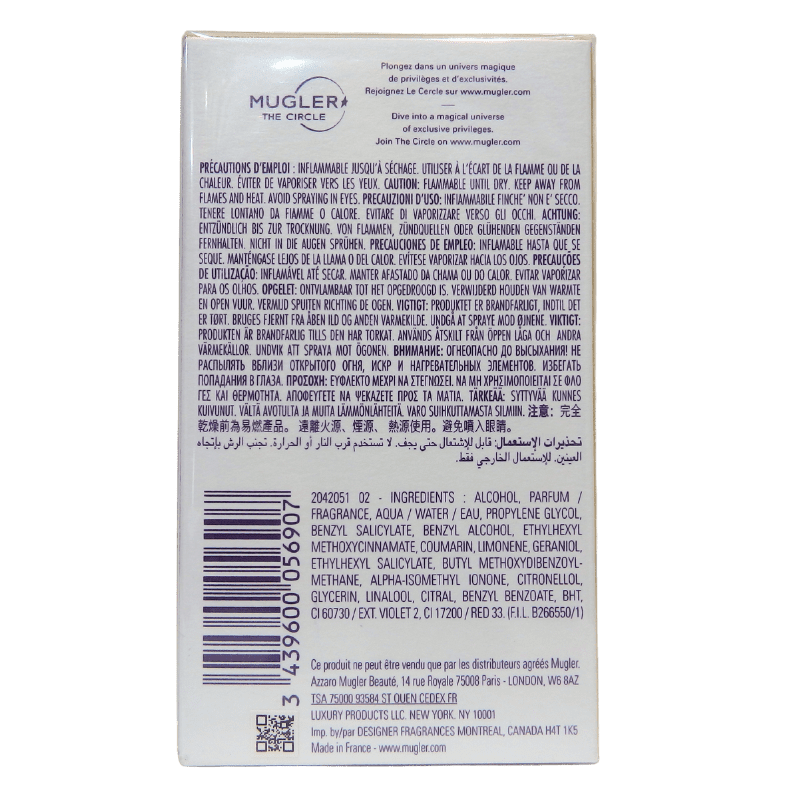 MUGLER
THE CIRCLE
Plongez dans un univers magique
de privilèges et d'exclusivités.
Rejoignez Le Cercle sur www.mugler.com
Dive into a magical universe
of exclusive privileges.
Join The Circle on www.mugler.com
PRÉCAUTIONS D'EMPLOI : INFLAMMABLE JUSQU'À SÉCHAGE. UTILISER À L'ÉCART DE LA FLAMME OU DE LA
CHALEUR. ÉVITER DE VAPORISER VERS LES YEUX. CAUTION: FLAMMABLE UNTIL DRY. KEEP AWAY FROM
FLAMES AND HEAT. AVOID SPRAYING IN EYES. PRECAUZIONI D'USO: INFIAMMABILE FINCHE' NON E' SECCO.
TENERE LONTANO DA FIAMME O CALORE. EVITARE DI VAPORIZZARE VERSO GLI OCCHI. ACHTUNG:
ENTZÜNDLICH BIS ZUR TROCKNUNG. VON FLAMMEN, ZÜNDQUELLEN ODER GLÜHENDEN GEGENSTÄNDEN
FERNHALTEN. NICHT IN DIE AUGEN SPRÜHEN. PRECAUCIONES DE EMPLEO: INFLAMABLE HASTA QUE SE
SEQUE. MANTÉNGASE LEJOS DE LA LLAMA O DEL CALOR. EVÍTESE VAPORIZAR HACIA LOS OJOS. PRECAUÇÕES
DE UTILIZAÇÃO: INFLAMÁVEL ATÉ SECAR. MANTER AFASTADO DA CHAMA OU DO CALOR. EVITAR VAPORIZAR
PARA OS OLHOS. OPGELET: ONTVLAMBAAR TOT HET OPGEDROOGD IS. VERWIJDERD HOUDEN VAN WARMTE
EN OPEN VUUR. VERMIJD SPUITEN RICHTING DE OGEN. VIGTIGT: PRODUKTET ER BRANDFARLIGT, INDTIL DET
ER TØRT. BRUGES FJERNT FRA ÅBEN ILD OG ANDEN VARMEKILDE. UNDGÅ AT SPRAYE MOD ØJNENE. VIKTIGT:
PRODUKTEN ÄR BRANDFARLIG TILLS DEN HAR TORKAT. ANVÄNDS ÅTSKILT FRÅN ÖPPEN LÅGA OCH ANDRA
VÄRMEKÄLLOR. UNDVIK ATT SPRAYA MOT ÖGONEN. ВНИМАНИЕ: ОГНЕОПАСНО ДО ВЫСЫХАНИЯ! НЕ
РАСПЫЛЯТЬ ВБЛИЗИ ОТКРЫТОГО ОГНЯ, ИСКР И НАГРЕВАТЕЛЬНЫХ ЭЛЕМЕНТОВ. ИЗБЕГАТЬ
ПОПАДАНИЯ В ГЛАЗА. ΠΡΟΣΟΧΗ: ΕΥΦΛΕΚΤΟ ΜΕΧΡΙ ΝΑ ΣΤΕΓΝΩΣΕΙ. ΝΑ ΜΗ ΧΡΗΣΙΜΟΠΟΙΕΙΤΑΙ ΣΕ ΦΛΟ
ΓΕΣ ΚΑΙ ΘΕΡΜΟΤΗΤΑ. ΑΠΟΦΕΥΓΕΤΕ ΝΑ ΨΕΚΑΖΕΤΕ ΠΡΟΣ ΤΑ ΜΑΤΙΑ. TÄRKEÄÄ: SYTTYVÄÄ KUNNES
KUIVUNUT. VÄLTÄ AVOTULTA JA MUITA LÄMMÖNLÄHTEITÄ. VARO SUIHKUTTAMASTA SILMIIN. 注意: 完全
乾燥前為易燃產品。 遠離火源、煙源、 熱源使用。避免噴入眼睛。
تحذيرات الإستعمال: قابل للإشتعال حتى يجف. لا تستخدم قرب النار أو الحرارة. تجنب الرش بإتجاه
العينين. للإستعمال الخارجي فقط.
2042051 02 - INGREDIENTS : ALCOHOL, PARFUM /
FRAGRANCE, AQUA / WATER / EAU, PROPYLENE GLYCOL,
BENZYL SALICYLATE, BENZYL ALCOHOL, ETHYLHEXYL
METHOXYCINNAMATE, COUMARIN, LIMONENE, GERANIOL,
ETHYLHEXYL SALICYLATE, BUTYL METHOXYDIBENZOYL-
METHANE, ALPHA-ISOMETHYL IONONE, CITRONELLOL,
GLYCERIN, LINALOOL, CITRAL, BENZYL BENZOATE, BHT,
CI 60730 / EXT. VIOLET 2, CI 17200 / RED 33. (F.I.L. B266550/1)
3 439600 056907
Ce produit ne peut être vendu que par les distributeurs agréés Mugler.
Azzaro Mugler Beauté, 14 rue Royale 75008 Paris - LONDON, W6 8AZ
TSA 75000 93584 ST OUEN CEDEX FR
LUXURY PRODUCTS LLC. NEW YORK. NY 10001
Imp. by/par DESIGNER FRAGRANCES MONTREAL, CANADA H4T 1K5
Made in France - www.mugler.com